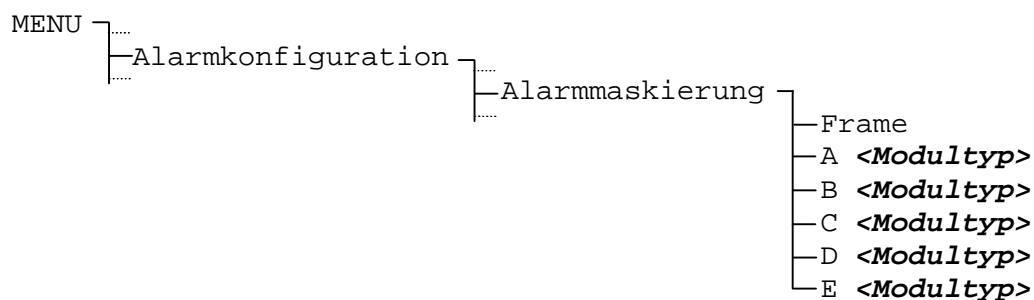 MENU
Alarmkonfiguration
Alarmmaskierung
Frame
A <Modultyp>
B <Modultyp>
C <Modultyp>
D <Modultyp>
E <Modultyp>